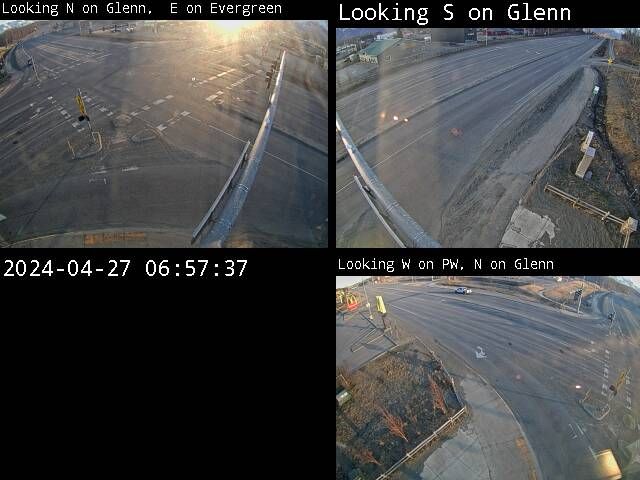 Looking N on Glenn,  E on Evergreen
Looking S on Glenn
2024-04-27 06:57:37
Looking W on PW, N on Glenn